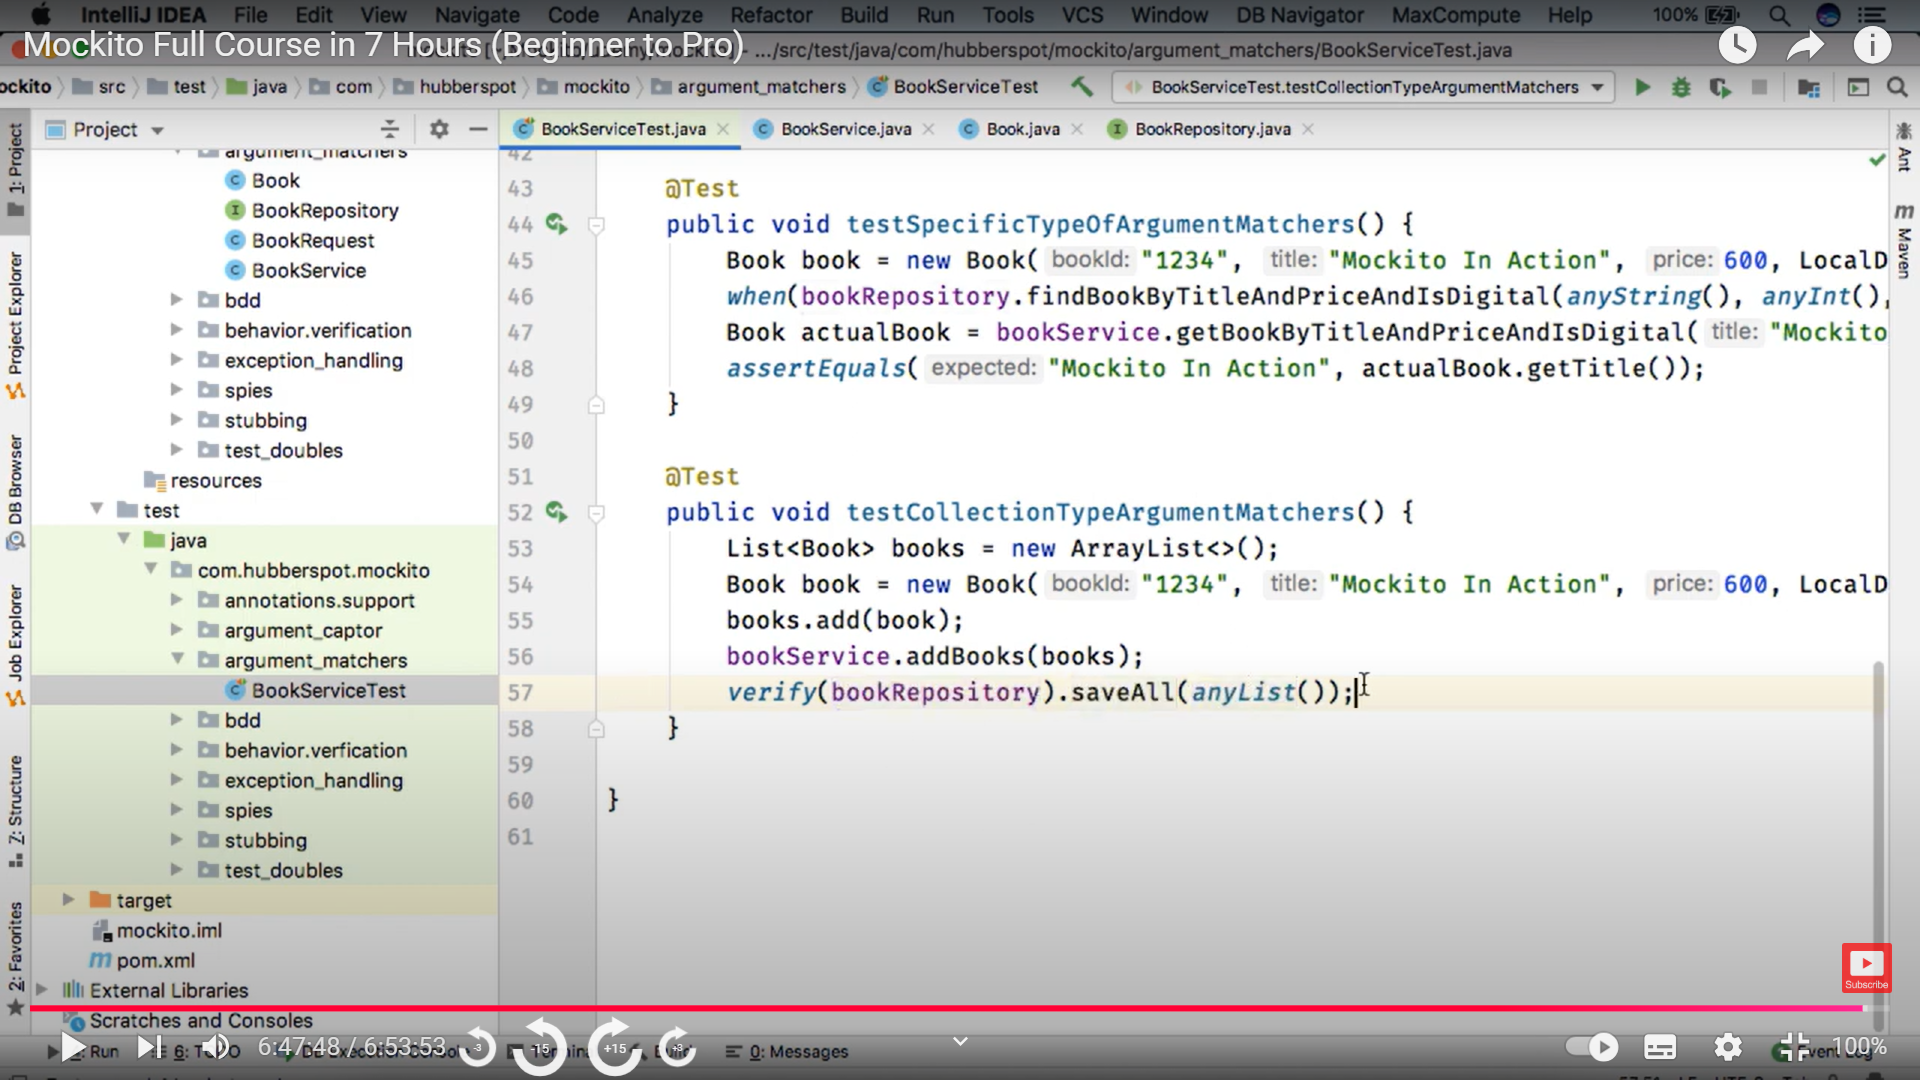 IntelliJ IDEA File Edit View Navigate Code Analyze Refactor Build Run Tools VCS Window DB Navigator MaxCompute Help 100%
Mockito Full Course in 7 Hours (Beginner to Pro)
.../src/test/java/com/hubberspot/mockito/argument_matchers/BookServiceTest.java
ockito src test java com hubberspot mockito argument_matchers BookServiceTest BookServiceTest.testCollectionTypeArgumentMatchers
Project
BookServiceTest.java BookService.java Book.java BookRepository.java
1: Project
Project Explorer
DB Browser
Job Explorer
7: Structure
2: Favorites
argument_matchers
Book
BookRepository
BookRequest
BookService
bdd
behavior.verification
exception_handling
spies
stubbing
test_doubles
resources
test
java
com.hubberspot.mockito
annotations.support
argument_captor
argument_matchers
BookServiceTest
bdd
behavior.verfication
exception_handling
spies
stubbing
test_doubles
target
mockito.iml
pom.xml
External Libraries
Scratches and Consoles
42
43 @Test
44 public void testSpecificTypeOfArgumentMatchers() {
45 Book book = new Book( bookId: "1234", title: "Mockito In Action", price: 600, LocalD
46 when(bookRepository.findBookByTitleAndPriceAndIsDigital(anyString(), anyInt(),
47 Book actualBook = bookService.getBookByTitleAndPriceAndIsDigital( title: "Mockito
48 assertEquals( expected: "Mockito In Action", actualBook.getTitle());
49 }
50
51 @Test
52 public void testCollectionTypeArgumentMatchers() {
53 List<Book> books = new ArrayList<>();
54 Book book = new Book( bookId: "1234", title: "Mockito In Action", price: 600, LocalD
55 books.add(book);
56 bookService.addBooks(books);
57 verify(bookRepository).saveAll(anyList());
58 }
59
60 }
61
Ant
Maven
Subscribe
Run 6: 6:47:48 / 6:53:53 -3 -15 +15 +3 0: Messages 100%